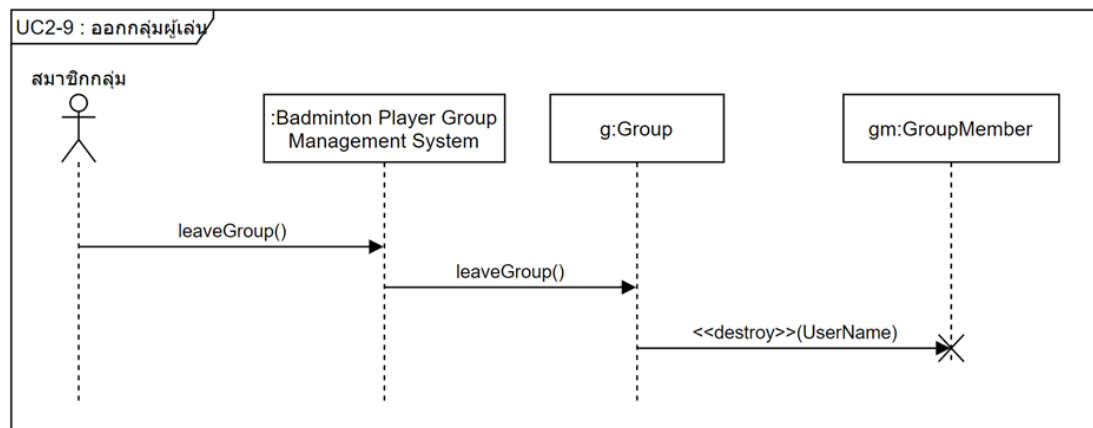 UC2-9 : ออกกลุ่มผู้เล่น
สมาชิกกลุ่ม
:Badminton Player Group
Management System
g:Group
gm:GroupMember
leaveGroup()
leaveGroup()
<<destroy>>(UserName)